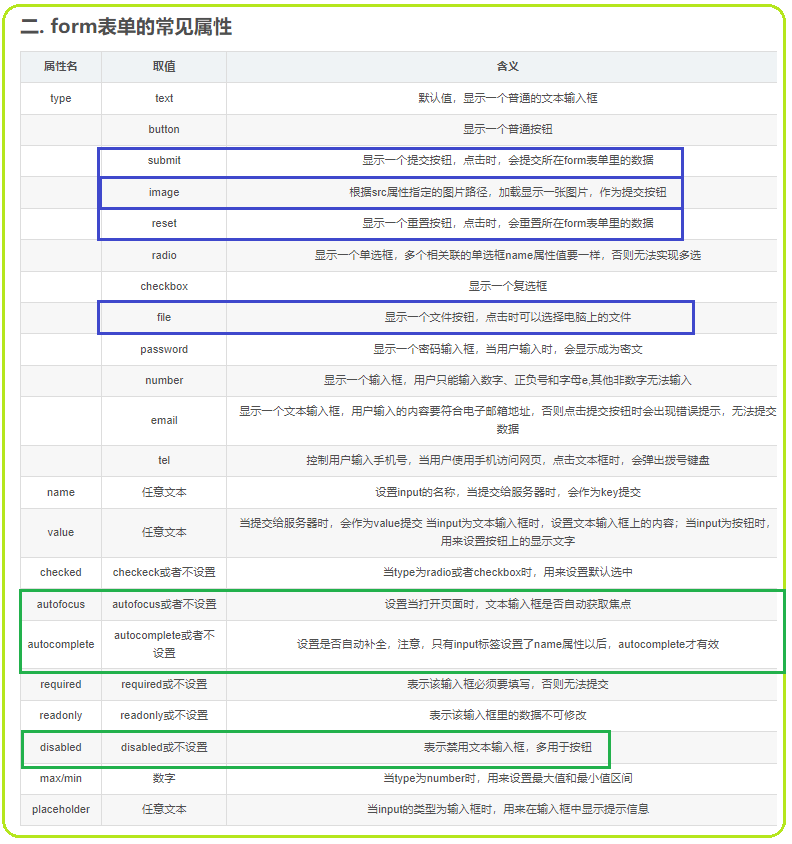 二. form表单的常见属性
属性名 取值 含义
type text 默认值，显示一个普通的文本输入框
button 显示一个普通按钮
submit 显示一个提交按钮，点击时，会提交所在form表单里的数据
image 根据src属性指定的图片路径，加载显示一张图片，作为提交按钮
reset 显示一个重置按钮，点击时，会重置所在form表单里的数据
radio 显示一个单选框，多个相关联的单选框name属性值要一样，否则无法实现多选
checkbox 显示一个复选框
file 显示一个文件按钮，点击时可以选择电脑上的文件
password 显示一个密码输入框，当用户输入时，会显示成为密文
number 显示一个输入框，用户只能输入数字、正负号和字母e,其他非数字无法输入
email 显示一个文本输入框，用户输入的内容要符合电子邮箱地址，否则点击提交按钮时会出现错误提示，无法提交
数据
tel 控制用户输入手机号，当用户使用手机访问网页，点击文本框时，会弹出拨号键盘
name 任意文本 设置input的名称，当提交给服务器时，会作为key提交
value 任意文本 当提交给服务器时，会作为value提交 当input为文本输入框时，设置文本输入框上的内容；当input为按钮时，
用来设置按钮上的显示文字
checked checkeck或者不设置 当type为radio或者checkbox时，用来设置默认选中
autofocus autofocus或者不设置 设置当打开页面时，文本输入框是否自动获取焦点
autocomplete autocomplete或者不
设置 设置是否自动补全，注意，只有input标签设置了name属性以后，autocomplete才有效
required required或不设置 表示该输入框必须要填写，否则无法提交
readonly readonly或不设置 表示该输入框里的数据不可修改
disabled disabled或不设置 表示禁用文本输入框，多用于按钮
max/min 数字 当type为number时，用来设置最大值和最小值区间
placeholder 任意文本 当input的类型为输入框时，用来在输入框中显示提示信息